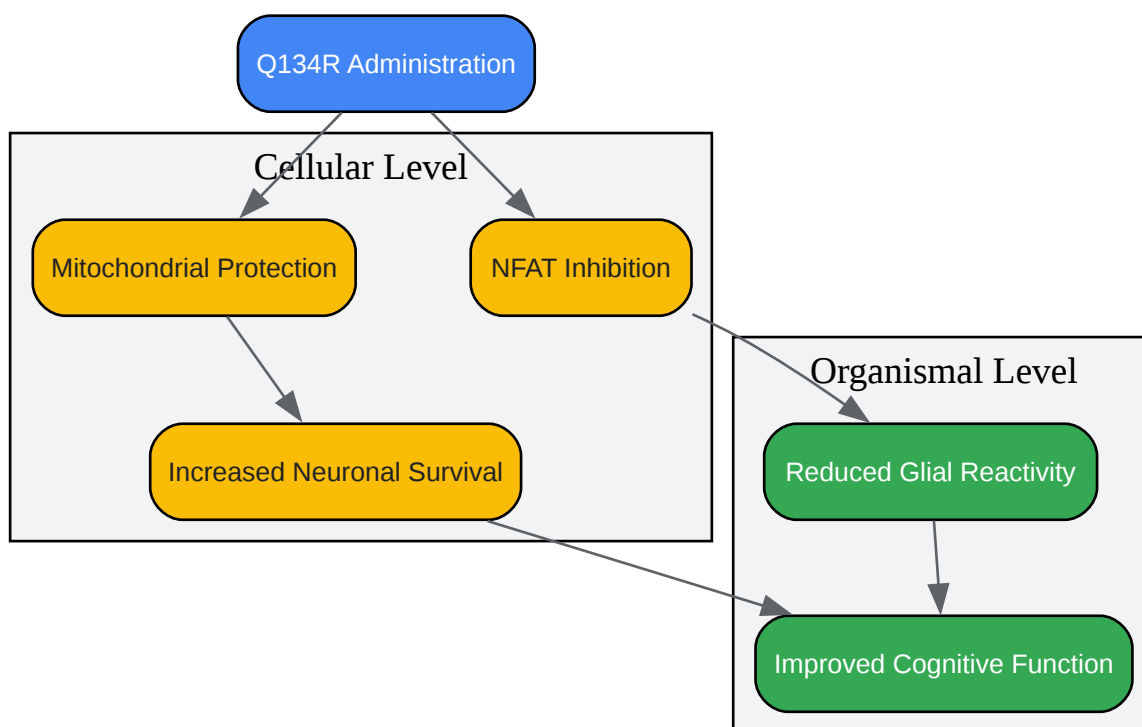 Q134R Administration
Cellular Level
Mitochondrial Protection
NFAT Inhibition
Organismal Level
Increased Neuronal Survival
Reduced Glial Reactivity
Improved Cognitive Function